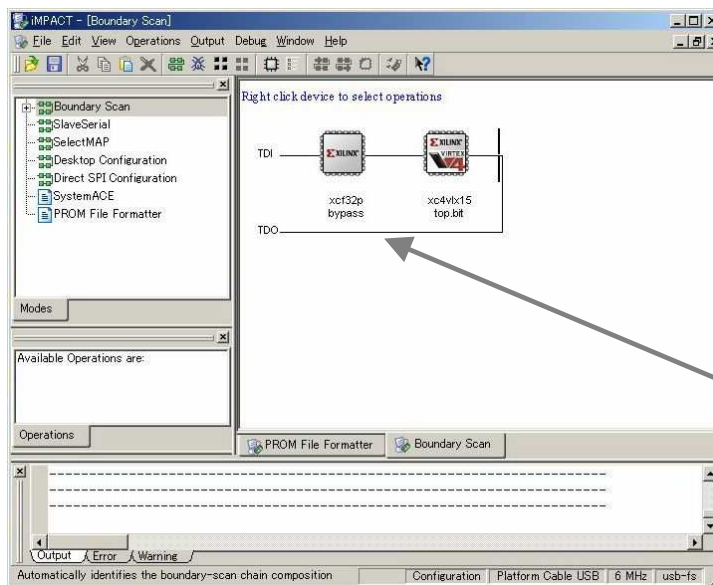 iMPACT - [Boundary Scan]
File Edit View Operations Output Debug Window Help
Boundary Scan
SlaveSerial
SelectMAP
Desktop Configuration
Direct SPI Configuration
SystemACE
PROM File Formatter
Modes
Available Operations are:
Operations
Right click device to select operations
TDI
XILINX
XILINX
VIRTEX
4
xcf32p
bypass
xc4vlx15
top.bit
TDO
PROM File Formatter
Boundary Scan
Output Error Warning
Automatically identifies the boundary-scan chain composition
Configuration Platform Cable USB 6 MHz usb-fs